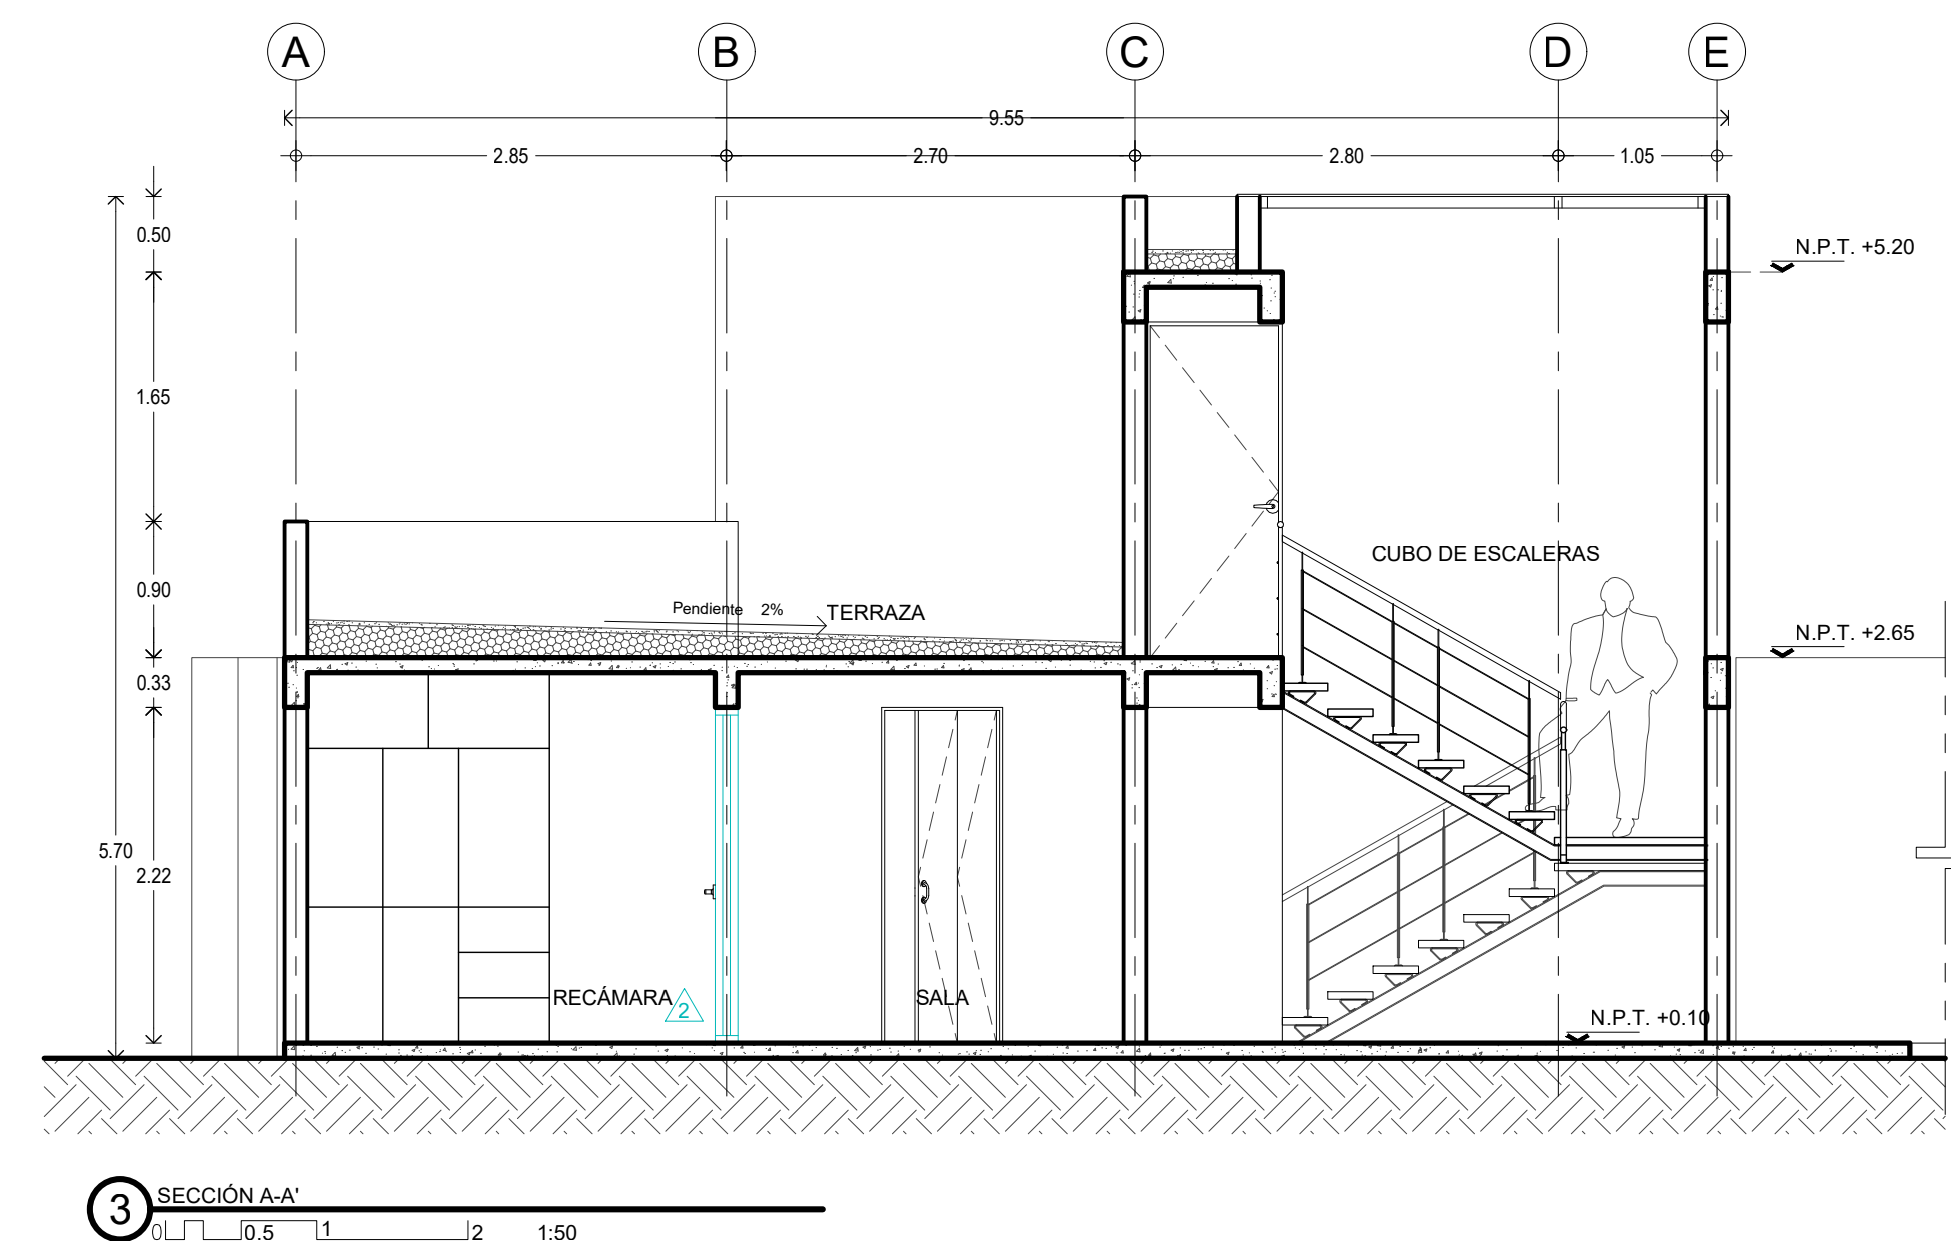 A B C D E
9.55
2.85 2.70 2.80 1.05
0.50
N.P.T. +5.20
1.65
CUBO DE ESCALERAS
0.90
Pendiente 2% TERRAZA
N.P.T. +2.65
0.33
5.70
2.22
RECÁMARA 2 SALA
N.P.T. +0.10
3 SECCIÓN A-A'
0 0.5 1 2 1:50